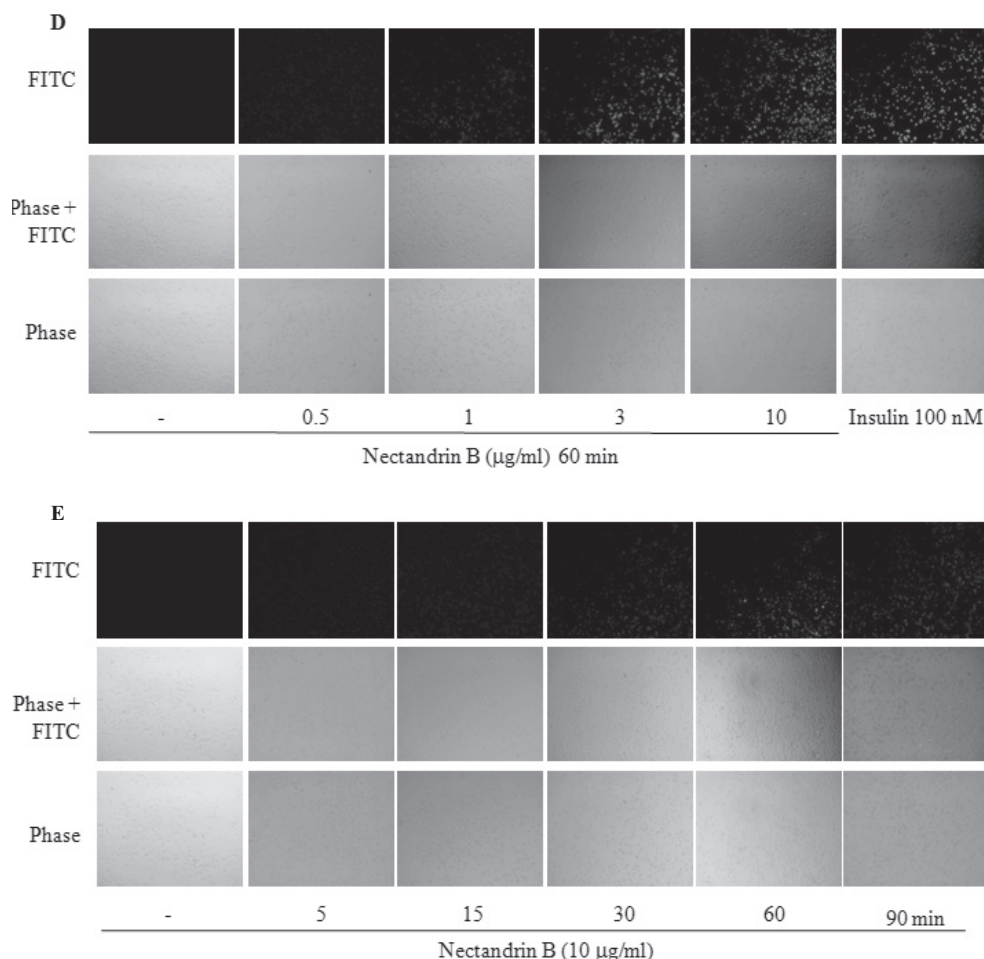 D
FITC
Phase +
FITC
Phase
- 0.5 1 3 10 Insulin 100 nM
Nectandrin B (μg/ml) 60 min
E
FITC
Phase +
FITC
Phase
- 5 15 30 60 90 min
Nectandrin B (10 μg/ml)